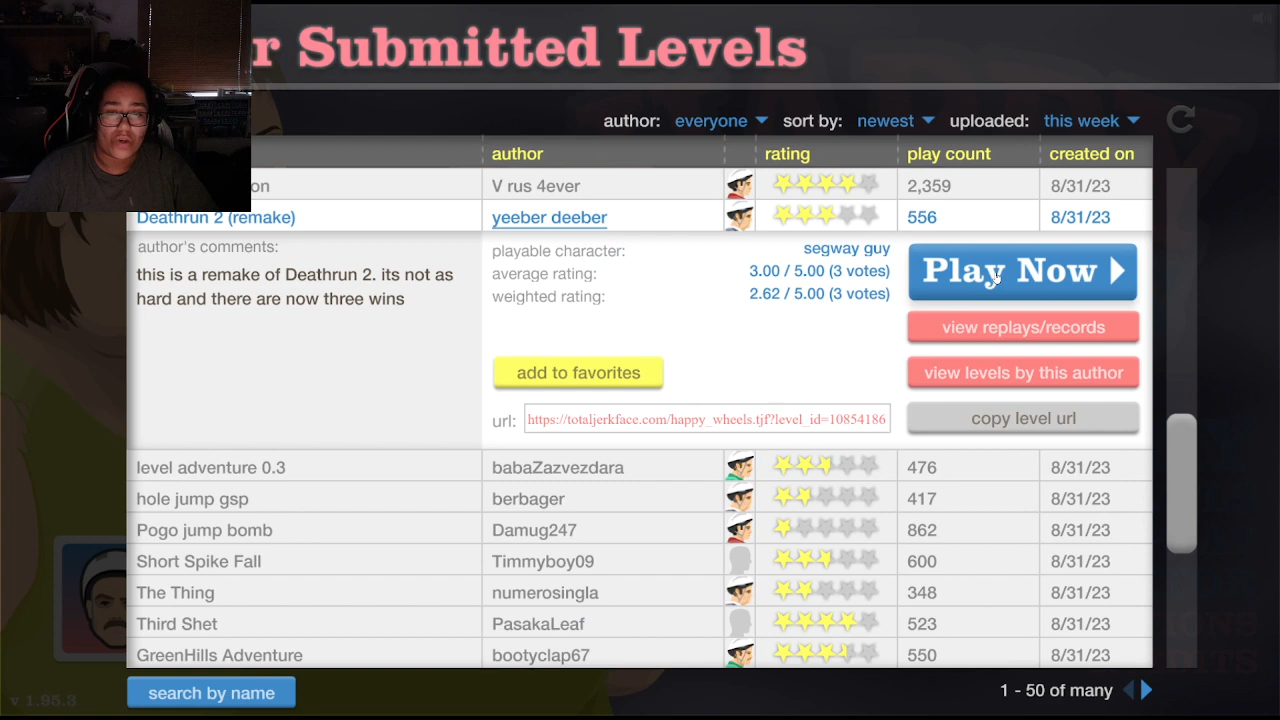 r Submitted Levels
author: everyone sort by: newest uploaded: this week
author rating play count created on
on V rus 4ever 2,359 8/31/23
Deathrun 2 (remake) yeeber deeber 556 8/31/23
author's comments:
this is a remake of Deathrun 2. its not as
hard and there are now three wins
playable character: segway guy
average rating: 3.00 / 5.00 (3 votes)
weighted rating: 2.62 / 5.00 (3 votes)
Play Now
view replays/records
add to favorites
view levels by this author
url: https://totaljerkface.com/happy_wheels.tjf?level_id=10854186
copy level url
level adventure 0.3 babaZazvezdara 476 8/31/23
hole jump gsp berbager 417 8/31/23
Pogo jump bomb Damug247 862 8/31/23
Short Spike Fall Timmyboy09 600 8/31/23
The Thing numerosingla 348 8/31/23
Third Shet PasakaLeaf 523 8/31/23
GreenHills Adventure bootyclap67 550 8/31/23
search by name
1 - 50 of many
v 1.95.3